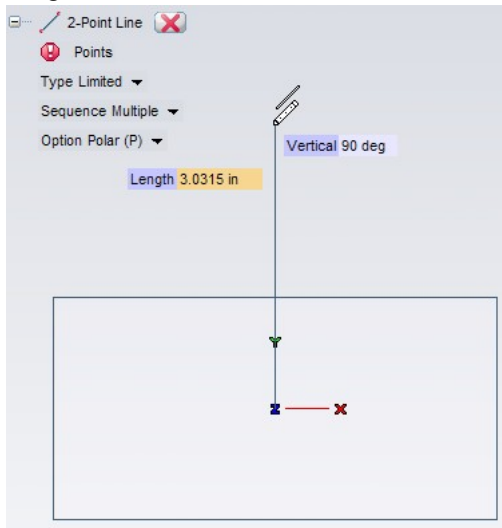 2-Point Line
Points
Type Limited
Sequence Multiple
Option Polar (P)
Vertical 90 deg
Length 3.0315 in
Y
Z X